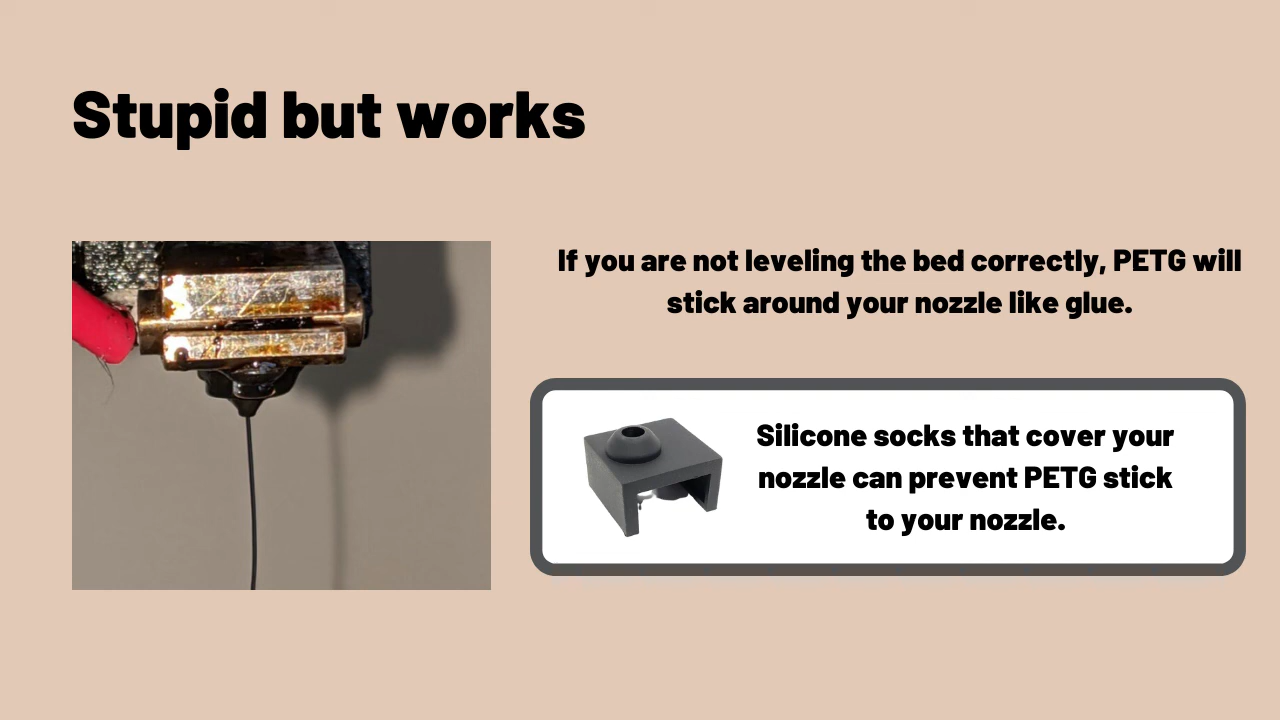 Stupid but works
If you are not leveling the bed correctly, PETG will
stick around your nozzle like glue.
Silicone socks that cover your
nozzle can prevent PETG stick
to your nozzle.